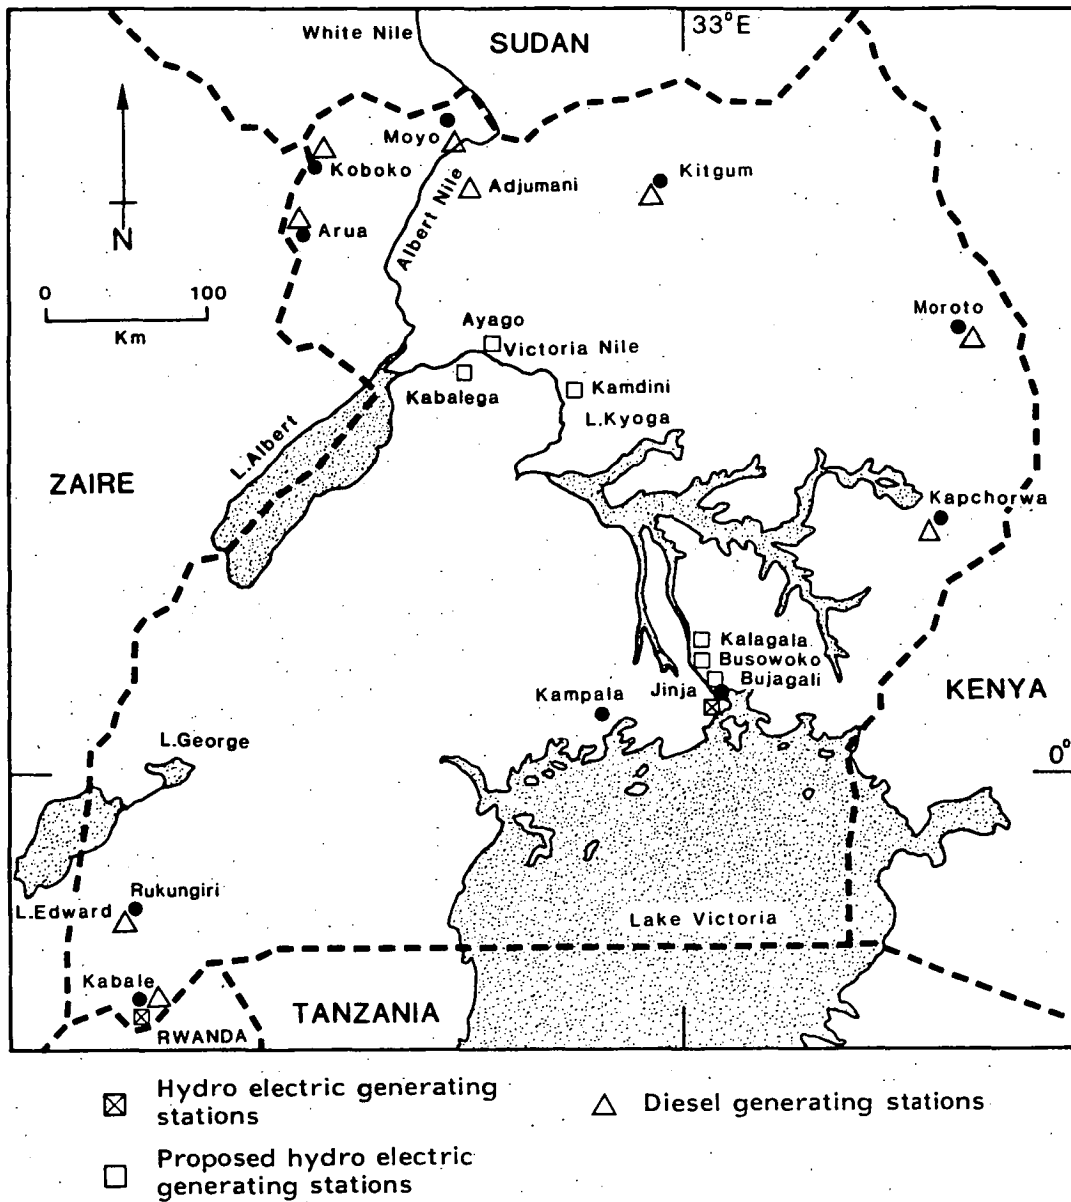 White Nile
SUDAN
33°E
Moyo
Koboko
Adjumani
Kitgum
Albert Nile
Arua
N
0 100
Km
Moroto
Ayago
Victoria Nile
Kabalega
Kamdini
L.Kyoga
L.Albert
ZAIRE
Kapchorwa
Kalagala
Busowoko
Bujagali
Jinja
Kampala
KENYA
L.George
0°
Rukungiri
L.Edward
Lake Victoria
Kabale
TANZANIA
RWANDA
Hydro electric generating
stations
Diesel generating stations
Proposed hydro electric
generating stations